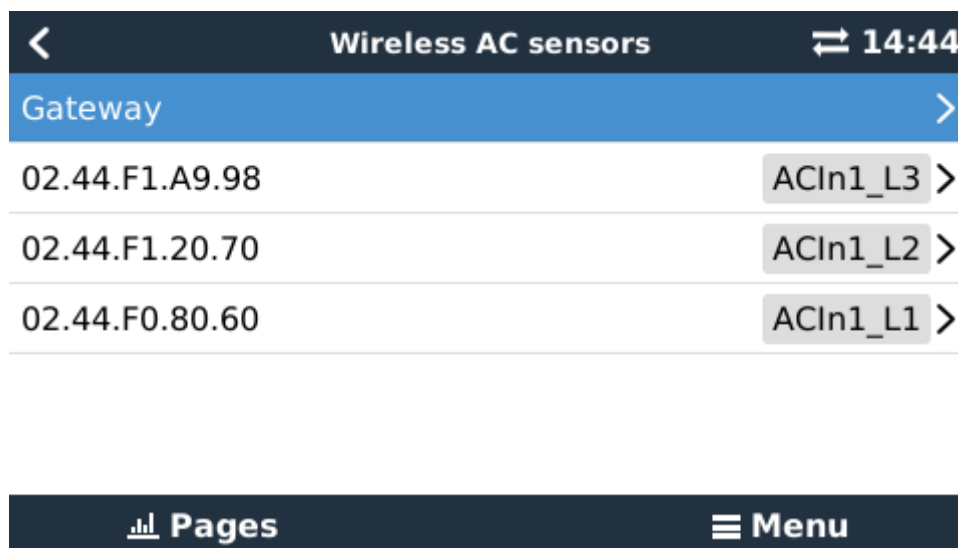 Wireless AC sensors 14:44
Gateway
02.44.F1.A9.98 ACIn1_L3
02.44.F1.20.70 ACIn1_L2
02.44.F0.80.60 ACIn1_L1
Pages Menu